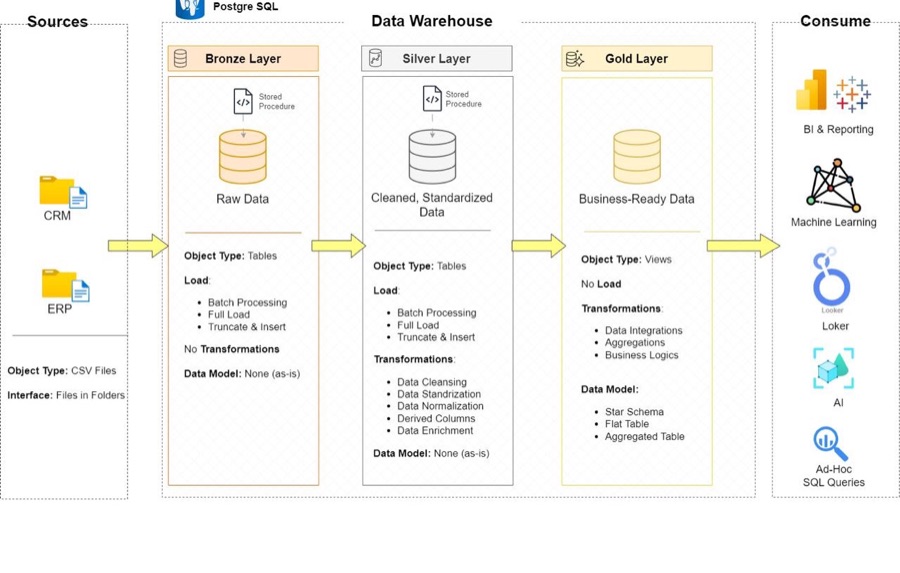 Sources
Postgre SQL
Data Warehouse
Consume
Bronze Layer
Stored
Procedure
Raw Data
Object Type: Tables
Load:
• Batch Processing
• Full Load
• Truncate & Insert
No Transformations
Data Model: None (as-is)
Silver Layer
Stored
Procedure
Cleaned, Standardized
Data
Object Type: Tables
Load:
• Batch Processing
• Full Load
• Truncate & Insert
Transformations:
• Data Cleansing
• Data Standrization
• Data Normalization
• Derived Columns
• Data Enrichment
Data Model: None (as-is)
Gold Layer
Business-Ready Data
Object Type: Views
No Load
Transformations:
• Data Integrations
• Aggregations
• Business Logics
Data Model:
• Star Schema
• Flat Table
• Aggregated Table
CRM
ERP
Object Type: CSV Files
Interface: Files in Folders
BI & Reporting
Machine Learning
Looker
Loker
AI
Ad-Hoc
SQL Queries